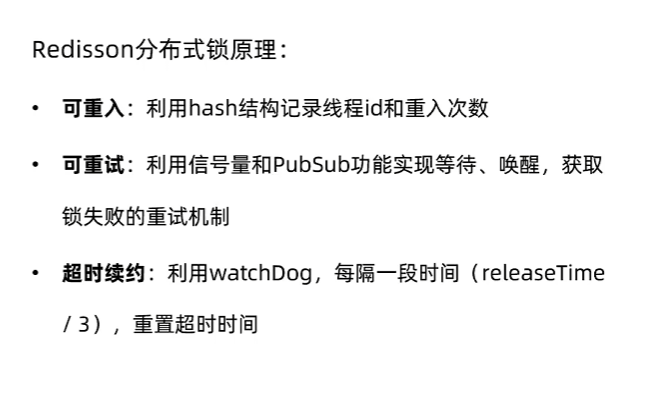 Redisson分布式锁原理：
• 可重入：利用hash结构记录线程id和重入次数
• 可重试：利用信号量和PubSub功能实现等待、唤醒，获取
锁失败的重试机制
• 超时续约：利用watchDog，每隔一段时间（releaseTime
/ 3），重置超时时间